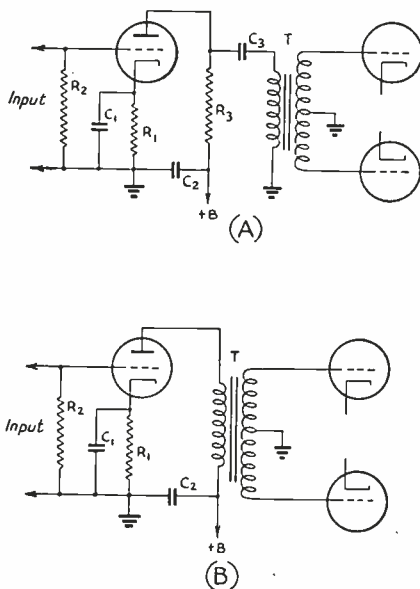 C3
T
R2
Input
C1
R1
R3
C2
+B
(A)
T
R2
Input
C1
R1
C2
+B
(B)